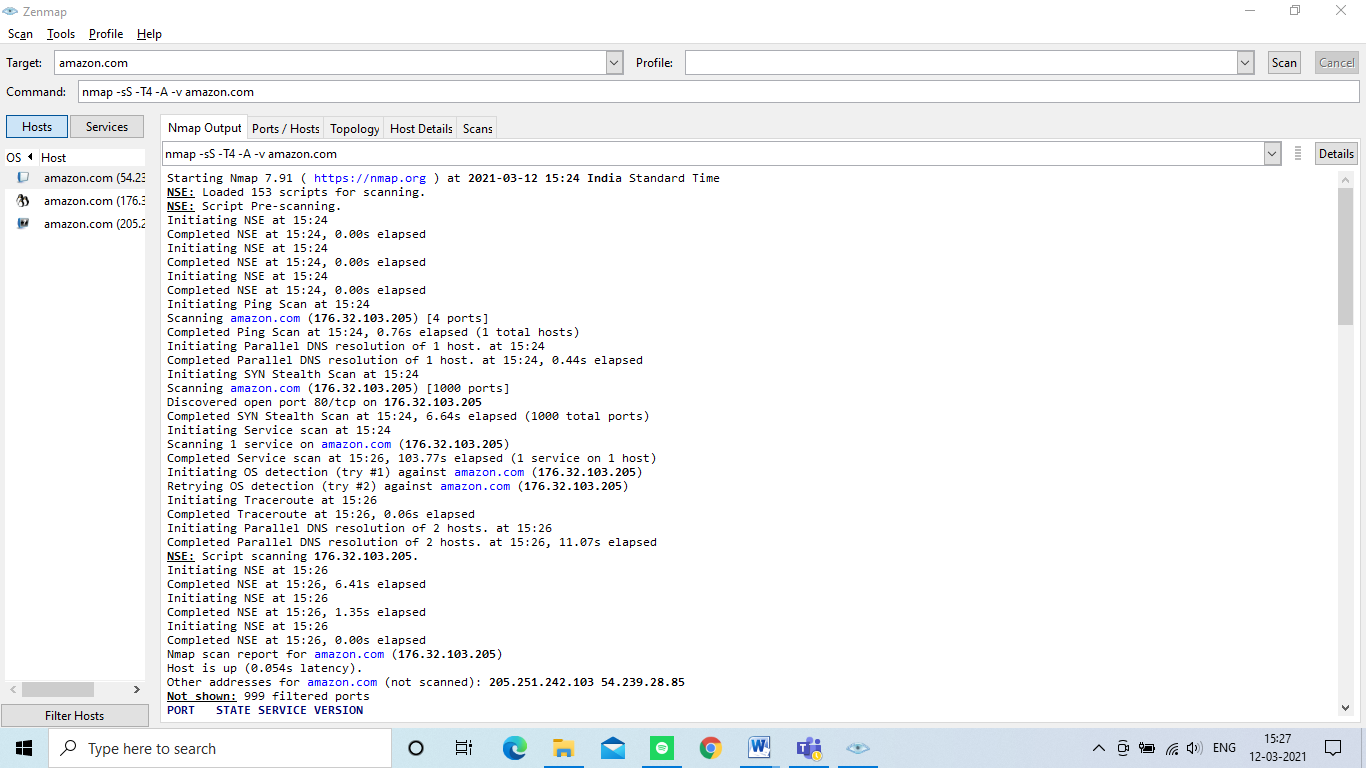 Zenmap
Scan Tools Profile Help
Target: amazon.com Profile: Scan Cancel
Command: nmap -sS -T4 -A -v amazon.com
Hosts Services
Nmap Output Ports / Hosts Topology Host Details Scans
OS Host
nmap -sS -T4 -A -v amazon.com Details
amazon.com (54.23
amazon.com (176.3
amazon.com (205.2
Starting Nmap 7.91 ( https://nmap.org ) at 2021-03-12 15:24 India Standard Time
NSE: Loaded 153 scripts for scanning.
NSE: Script Pre-scanning.
Initiating NSE at 15:24
Completed NSE at 15:24, 0.00s elapsed
Initiating NSE at 15:24
Completed NSE at 15:24, 0.00s elapsed
Initiating NSE at 15:24
Completed NSE at 15:24, 0.00s elapsed
Initiating Ping Scan at 15:24
Scanning amazon.com (176.32.103.205) [4 ports]
Completed Ping Scan at 15:24, 0.76s elapsed (1 total hosts)
Initiating Parallel DNS resolution of 1 host. at 15:24
Completed Parallel DNS resolution of 1 host. at 15:24, 0.44s elapsed
Initiating SYN Stealth Scan at 15:24
Scanning amazon.com (176.32.103.205) [1000 ports]
Discovered open port 80/tcp on 176.32.103.205
Completed SYN Stealth Scan at 15:24, 6.64s elapsed (1000 total ports)
Initiating Service scan at 15:24
Scanning 1 service on amazon.com (176.32.103.205)
Completed Service scan at 15:26, 103.77s elapsed (1 service on 1 host)
Initiating OS detection (try #1) against amazon.com (176.32.103.205)
Retrying OS detection (try #2) against amazon.com (176.32.103.205)
Initiating Traceroute at 15:26
Completed Traceroute at 15:26, 0.06s elapsed
Initiating Parallel DNS resolution of 2 hosts. at 15:26
Completed Parallel DNS resolution of 2 hosts. at 15:26, 11.07s elapsed
NSE: Script scanning 176.32.103.205.
Initiating NSE at 15:26
Completed NSE at 15:26, 6.41s elapsed
Initiating NSE at 15:26
Completed NSE at 15:26, 1.35s elapsed
Initiating NSE at 15:26
Completed NSE at 15:26, 0.00s elapsed
Nmap scan report for amazon.com (176.32.103.205)
Host is up (0.054s latency).
Other addresses for amazon.com (not scanned): 205.251.242.103 54.239.28.85
Not shown: 999 filtered ports
PORT STATE SERVICE VERSION
Filter Hosts
Type here to search
ENG
15:27
12-03-2021